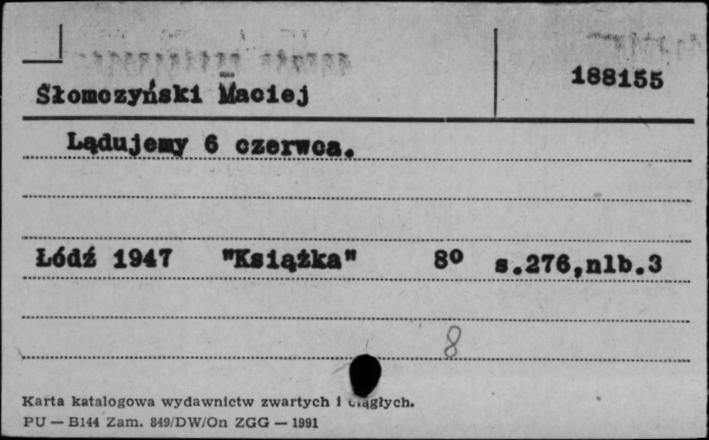 Słomczyński Maciej 188155
Lądujemy 6 czerwca.
Łódź 1947 "Książka" 8º s.276,nlb.3
8
Karta katalogowa wydawnictw zwartych i ciągłych.
PU — B144 Zam. 849/DW/On ZGG — 1991